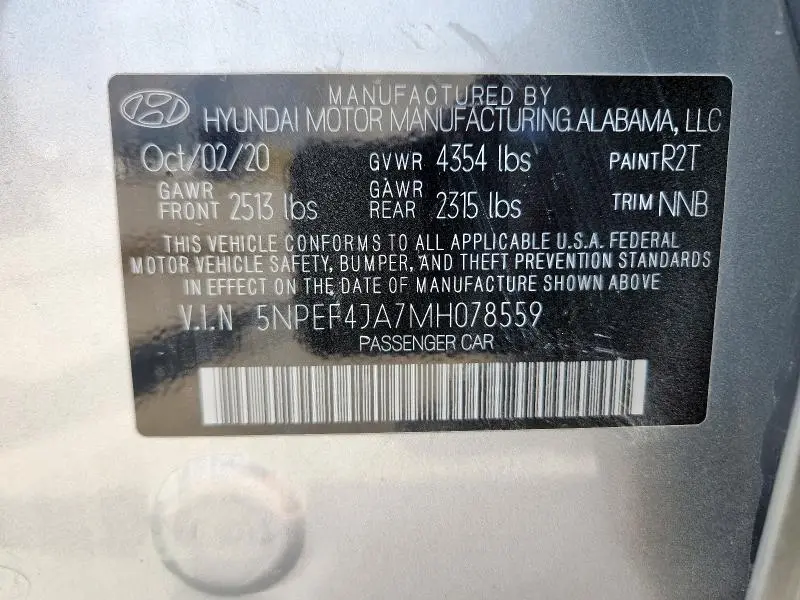 MANUFACTURED BY
HYUNDAI MOTOR MANUFACTURING ALABAMA, LLC
Oct/02/20 GVWR 4354 lbs PAINT R2T
GAWR FRONT 2513 lbs GAWR REAR 2315 lbs TRIM NNB
THIS VEHICLE CONFORMS TO ALL APPLICABLE U.S.A. FEDERAL
MOTOR VEHICLE SAFETY, BUMPER, AND THEFT PREVENTION STANDARDS
IN EFFECT ON THE DATE OF MANUFACTURE SHOWN ABOVE.
V.I.N 5NPEF4JA7MH078559
PASSENGER CAR